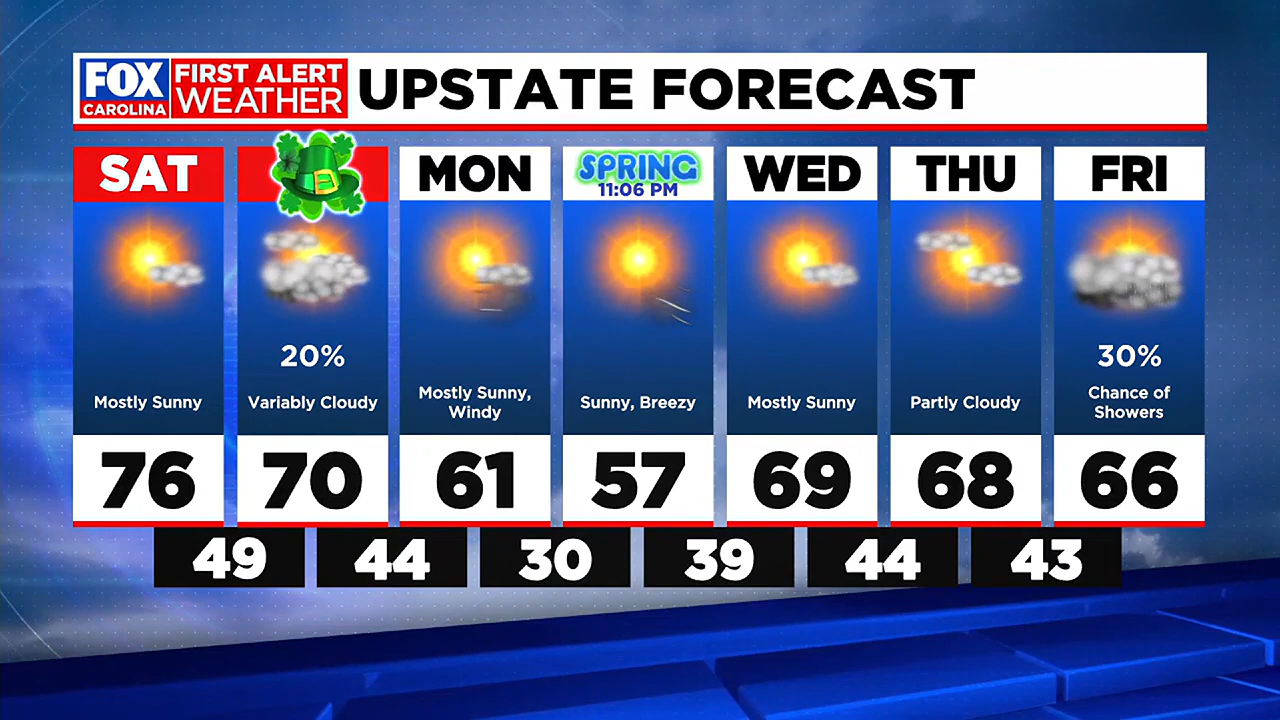 FOX
CAROLINA
FIRST ALERT
WEATHER
UPSTATE FORECAST
SAT
MON
SPRING
11:06 PM
WED
THU
FRI
20%
30%
Mostly Sunny
Variably Cloudy
Mostly Sunny,
Windy
Sunny, Breezy
Mostly Sunny
Partly Cloudy
Chance of
Showers
76
70
61
57
69
68
66
49
44
30
39
44
43